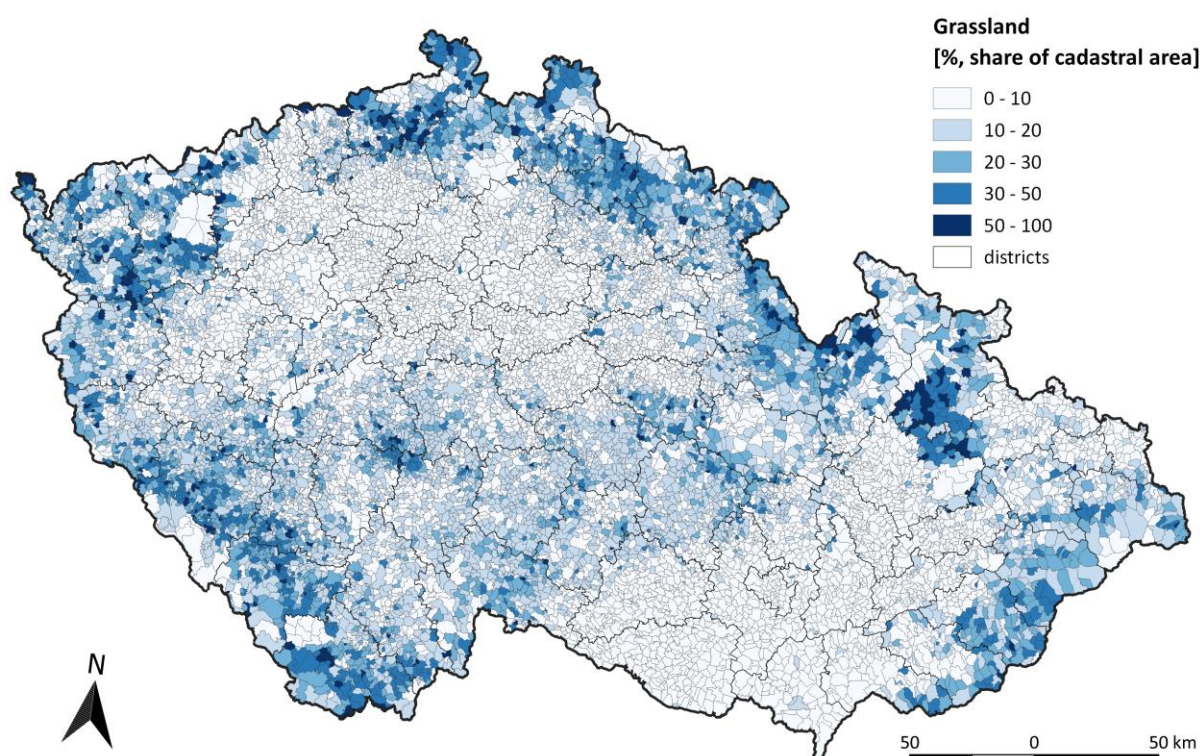 Grassland
[%, share of cadastral area]
0 - 10
10 - 20
20 - 30
30 - 50
50 - 100
districts
N
50 0 50 km